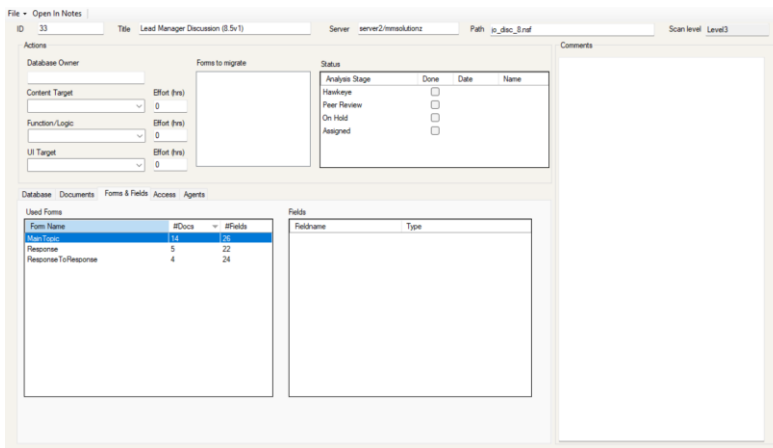 File Open In Notes
ID 33 Title Lead Manager Discussion (8.5v1) Server server2/mmsolutionz Path jo_disc_8.nsf Scan level Level3
Actions Comments
Database Owner Forms to migrate Status
Analysis Stage Done Date Name
Content Target Effort (hrs) Hawkeye
0 Peer Review
Function/Logic Effort (hrs) On Hold
0 Assigned
UI Target Effort (hrs)
0
Database Documents Forms & Fields Access Agents
Used Forms Fields
Form Name #Docs #Fields Fieldname Type
MainTopic 14 26
Response 5 22
ResponseToResponse 4 24